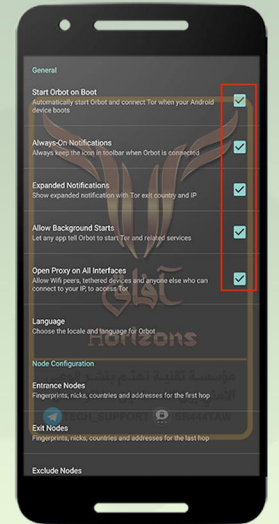 General
Start Orbot on Boot
Automatically start Orbot and connect Tor when your Android
device boots
Always-On Notifications
Always keep the icon in toolbar when Orbot is connected
Expanded Notifications
Show expanded notification with Tor exit country and IP
Allow Background Starts
Let any app tell Orbot to start Tor and related services
Open Proxy on All Interfaces
Allow Wifi peers, tethered devices and anyone else who can
connect to your IP, to access Tor
آفاق
Horizons
Language
Choose the locale and language for Orbot
Node Configuration
Entrance Nodes
Fingerprints, nicks, countries and addresses for the first hop
Exit Nodes
Fingerprints, nicks, countries and addresses for the last hop
Exclude Nodes